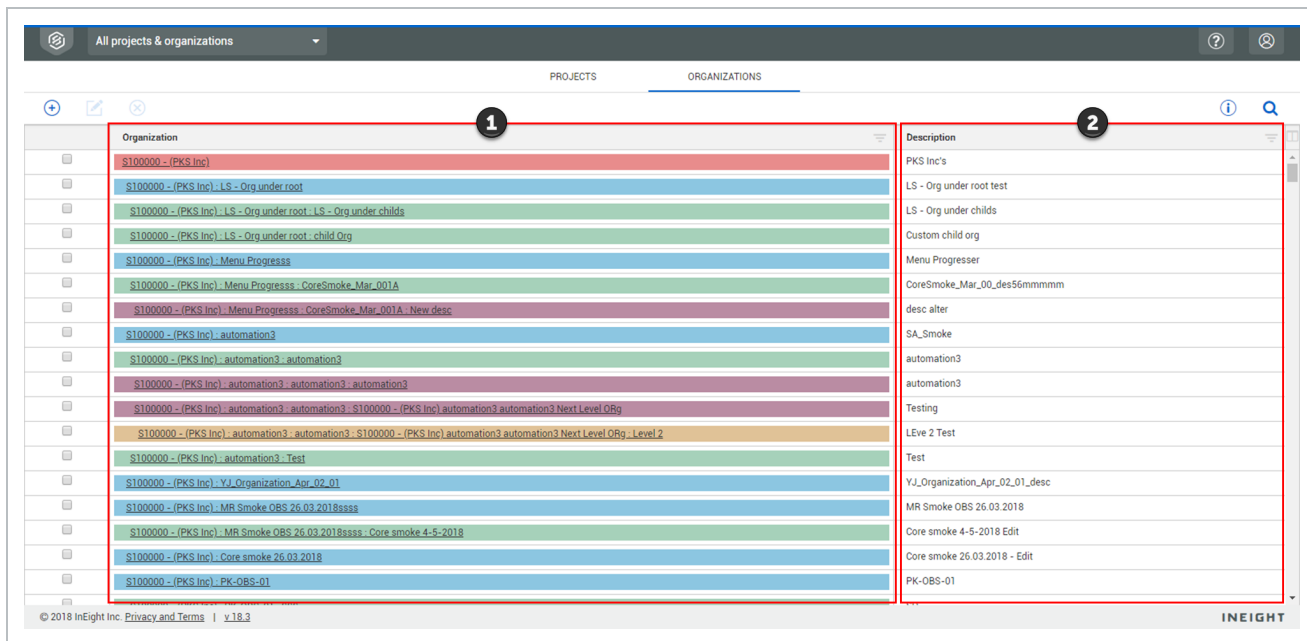 All projects & organizations
PROJECTS ORGANIZATIONS
1 2
Organization Description
S100000 - (PKS Inc) PKS Inc's
S100000 - (PKS Inc) : LS - Org under root LS - Org under root test
S100000 - (PKS Inc) : LS - Org under root : LS - Org under childs LS - Org under childs
S100000 - (PKS Inc) : LS - Org under root : child Org Custom child org
S100000 - (PKS Inc) : Menu Progresss Menu Progresser
S100000 - (PKS Inc) : Menu Progresss : CoreSmoke_Mar_001A CoreSmoke_Mar_00_des56mmmmm
S100000 - (PKS Inc) : Menu Progresss : CoreSmoke_Mar_001A : New desc desc alter
S100000 - (PKS Inc) : automation3 SA_Smoke
S100000 - (PKS Inc) : automation3 : automation3 automation3
S100000 - (PKS Inc) : automation3 : automation3 : automation3 automation3
S100000 - (PKS Inc) : automation3 : automation3 : S100000 - (PKS Inc) automation3 automation3 Next Level ORg Testing
S100000 - (PKS Inc) : automation3 : automation3 : S100000 - (PKS Inc) automation3 automation3 Next Level ORg : Level 2 LEve 2 Test
S100000 - (PKS Inc) : automation3 : Test Test
S100000 - (PKS Inc) : YJ_Organization_Apr_02_01 YJ_Organization_Apr_02_01_desc
S100000 - (PKS Inc) : MR Smoke OBS 26.03.2018ssss MR Smoke OBS 26.03.2018
S100000 - (PKS Inc) : MR Smoke OBS 26.03.2018ssss : Core smoke 4-5-2018 Core smoke 4-5-2018 Edit
S100000 - (PKS Inc) : Core smoke 26.03.2018 Core smoke 26.03.2018 - Edit
S100000 - (PKS Inc) : PK-OBS-01 PK-OBS-01
© 2018 InEight Inc. Privacy and Terms | v 18.3 INEIGHT